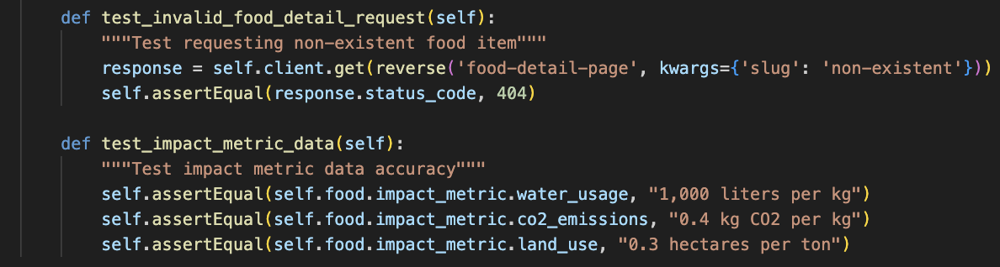 def test_invalid_food_detail_request(self):
"""Test requesting non-existent food item"""
response = self.client.get(reverse('food-detail-page', kwargs={'slug': 'non-existent'}))
self.assertEqual(response.status_code, 404)
def test_impact_metric_data(self):
"""Test impact metric data accuracy"""
self.assertEqual(self.food.impact_metric.water_usage, "1,000 liters per kg")
self.assertEqual(self.food.impact_metric.co2_emissions, "0.4 kg CO2 per kg")
self.assertEqual(self.food.impact_metric.land_use, "0.3 hectares per ton")